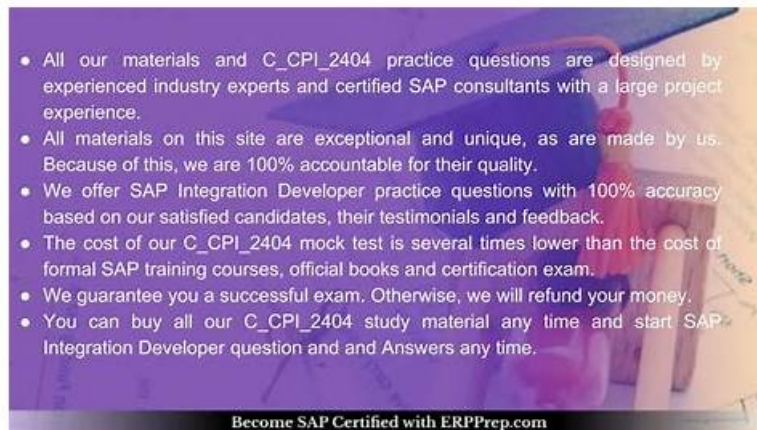 ● All our materials and C_CPI_2404 practice questions are designed by
experienced industry experts and certified SAP consultants with a large project
experience.
● All materials on this site are exceptional and unique, as are made by us.
Because of this, we are 100% accountable for their quality.
● We offer SAP Integration Developer practice questions with 100% accuracy
based on our satisfied candidates, their testimonials and feedback.
● The cost of our C_CPI_2404 mock test is several times lower than the cost of
formal SAP training courses, official books and certification exam.
● We guarantee you a successful exam. Otherwise, we will refund your money.
● You can buy all our C_CPI_2404 study material any time and start SAP
Integration Developer question and and Answers any time.
Become SAP Certified with ERPPrep.com